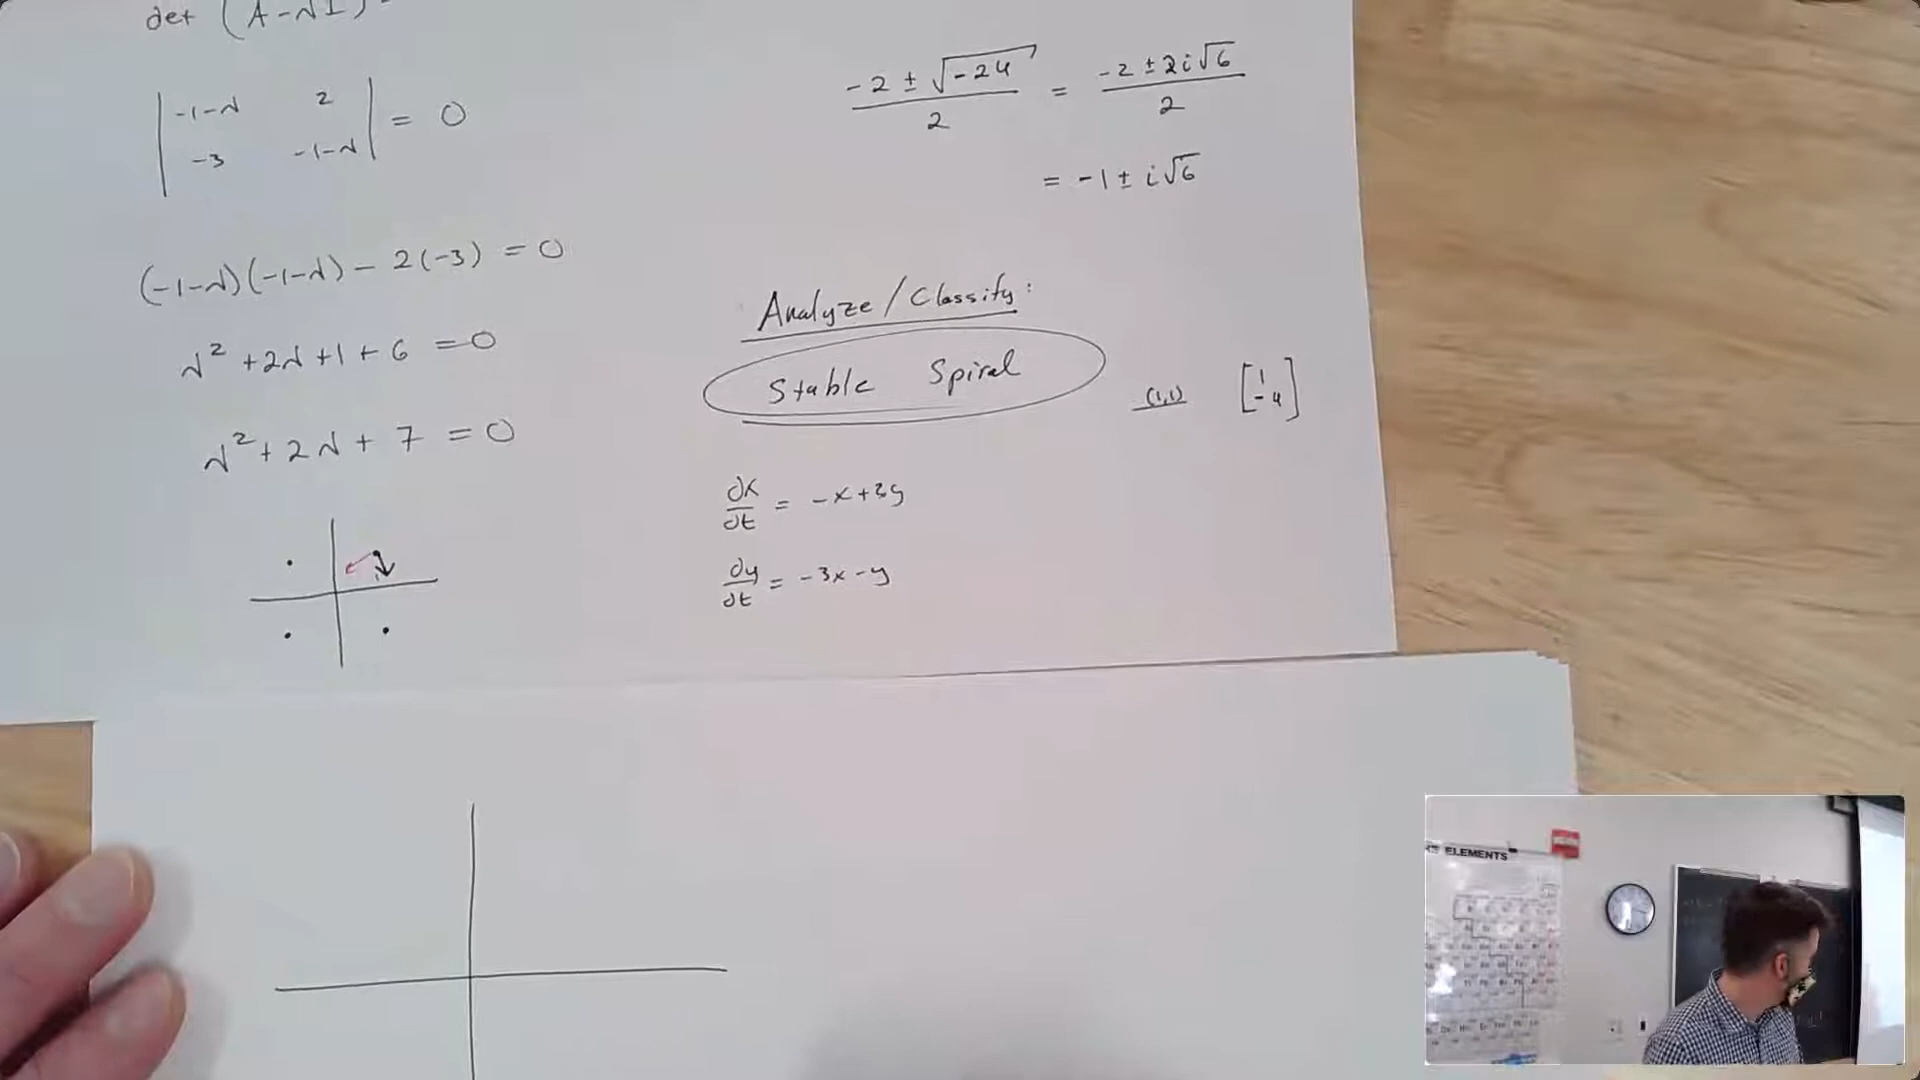 det (A-λI) =
| -1-λ 2 |
| -3 -1-λ | = 0
(-1-λ)(-1-λ) - 2(-3) = 0
λ² + 2λ + 1 + 6 = 0
λ² + 2λ + 7 = 0
(-2 ± √-24)/2 = (-2 ± 2i√6)/2
= -1 ± i√6
Analyze/Classify:
Stable Spiral
(1,1) [1 -4]
dx/dt = -x+2y
dy/dt = -3x-y
ELEMENTS